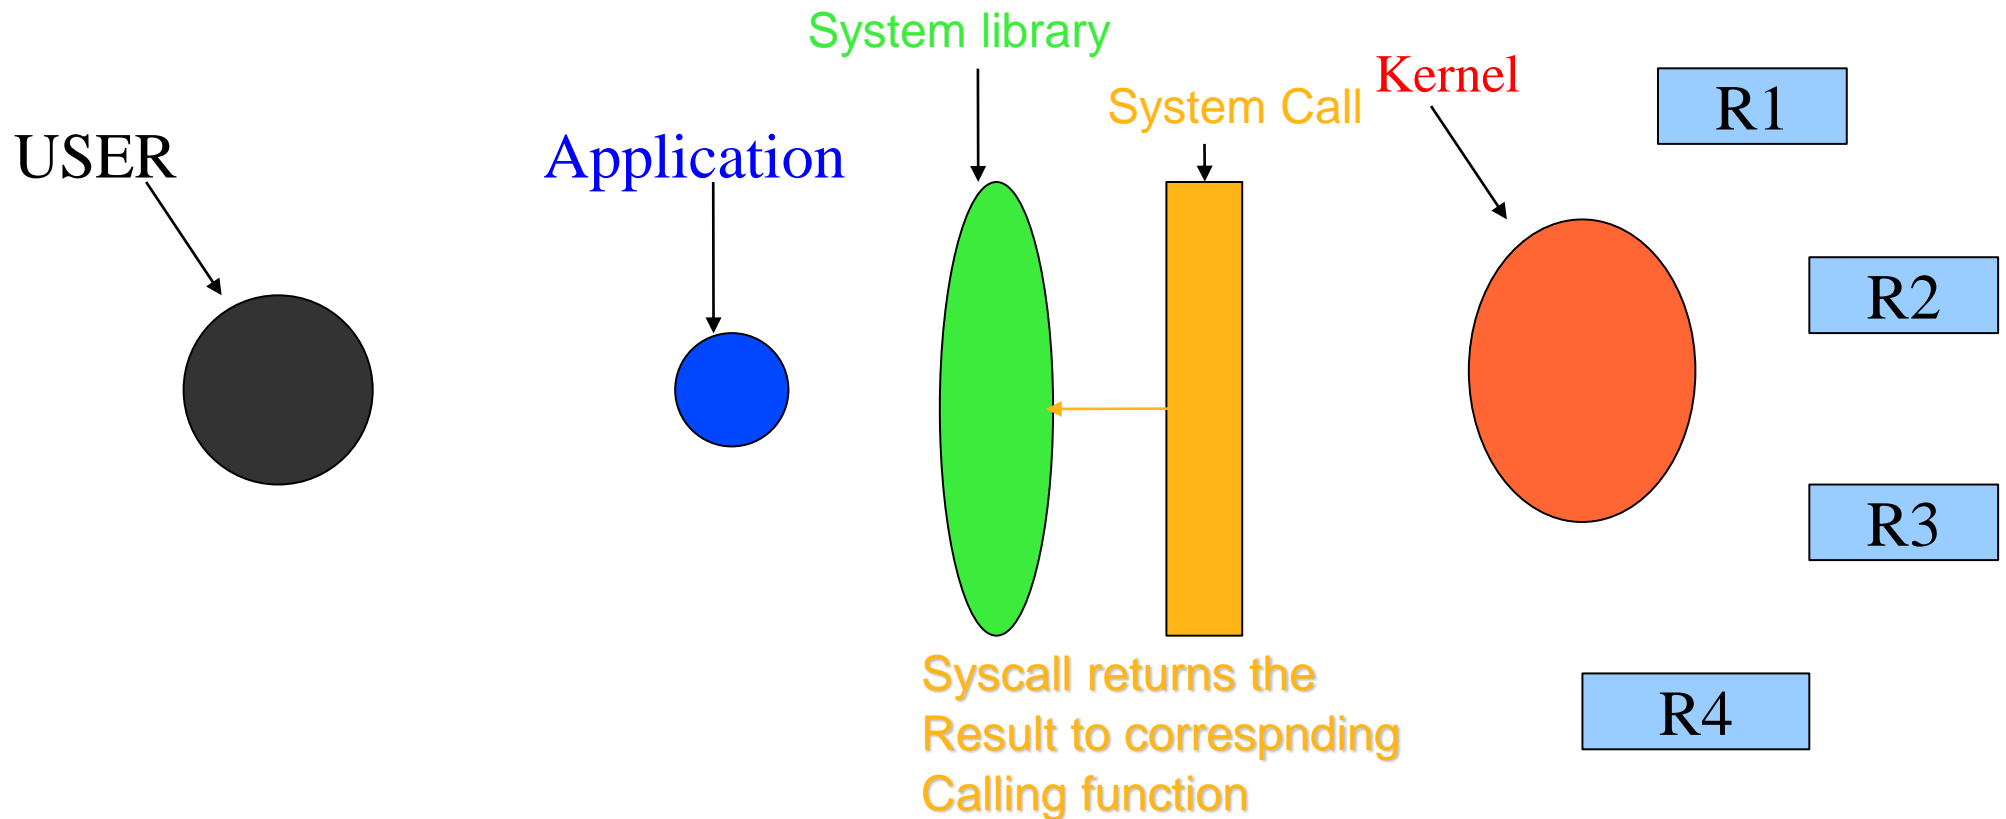 System library
Kernel
System Call
R1
USER
Application
R2
R3
Syscall returns the
Result to correspnding
Calling function
R4